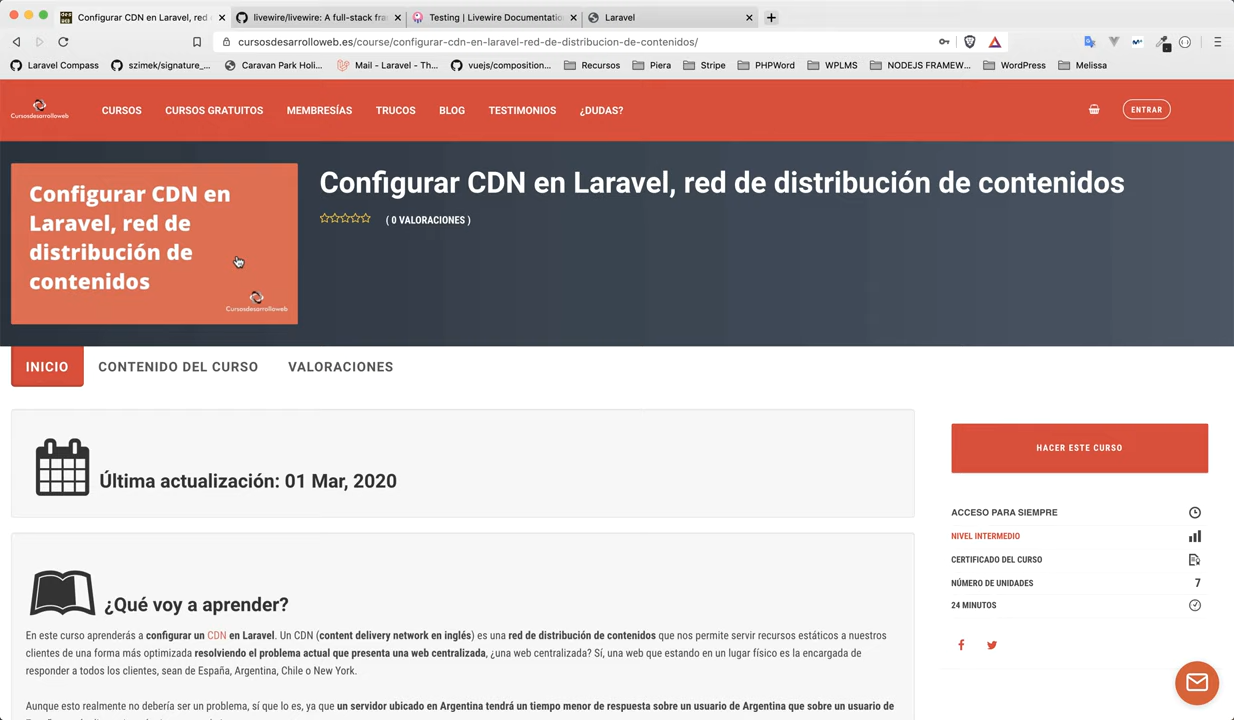 Configurar CDN en Laravel, red d
livewire/livewire: A full-stack fra
Testing | Livewire Documentatio
Laravel
cursosdesarrolloweb.es/course/configurar-cdn-en-laravel-red-de-distribucion-de-contenidos/
Laravel Compass
szimek/signature_...
Caravan Park Holi...
Mail - Laravel - Th...
vuejs/composition...
Recursos
Piera
Stripe
PHPWord
WPLMS
NODEJS FRAMEW...
WordPress
Melissa
Cursosdesarrolloweb
CURSOS
CURSOS GRATUITOS
MEMBRESÍAS
TRUCOS
BLOG
TESTIMONIOS
¿DUDAS?
ENTRAR
Configurar CDN en
Laravel, red de
distribución de
contenidos
Cursosdesarrolloweb
Configurar CDN en Laravel, red de distribución de contenidos
( 0 VALORACIONES )
INICIO
CONTENIDO DEL CURSO
VALORACIONES
Última actualización: 01 Mar, 2020
¿Qué voy a aprender?
En este curso aprenderás a configurar un CDN en Laravel. Un CDN (content delivery network en inglés) es una red de distribución de contenidos que nos permite servir recursos estáticos a nuestros
clientes de una forma más optimizada resolviendo el problema actual que presenta una web centralizada, ¿una web centralizada? Sí, una web que estando en un lugar físico es la encargada de
responder a todos los clientes, sean de España, Argentina, Chile o New York.
Aunque esto realmente no debería ser un problema, sí que lo es, ya que un servidor ubicado en Argentina tendrá un tiempo menor de respuesta sobre un usuario de Argentina que sobre un usuario de
HACER ESTE CURSO
ACCESO PARA SIEMPRE
NIVEL INTERMEDIO
CERTIFICADO DEL CURSO
NÚMERO DE UNIDADES 7
24 MINUTOS